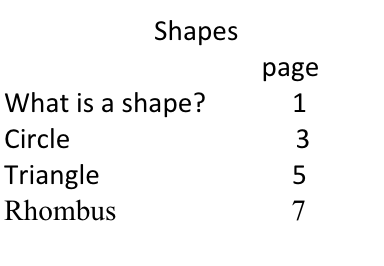 Shapes
page
What is a shape? 1
Circle 3
Triangle 5
Rhombus 7